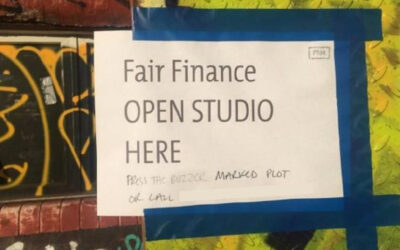 Fair Finance
OPEN STUDIO
HERE
PRESS THE BUZZER MARKED PLOT
OR CALL